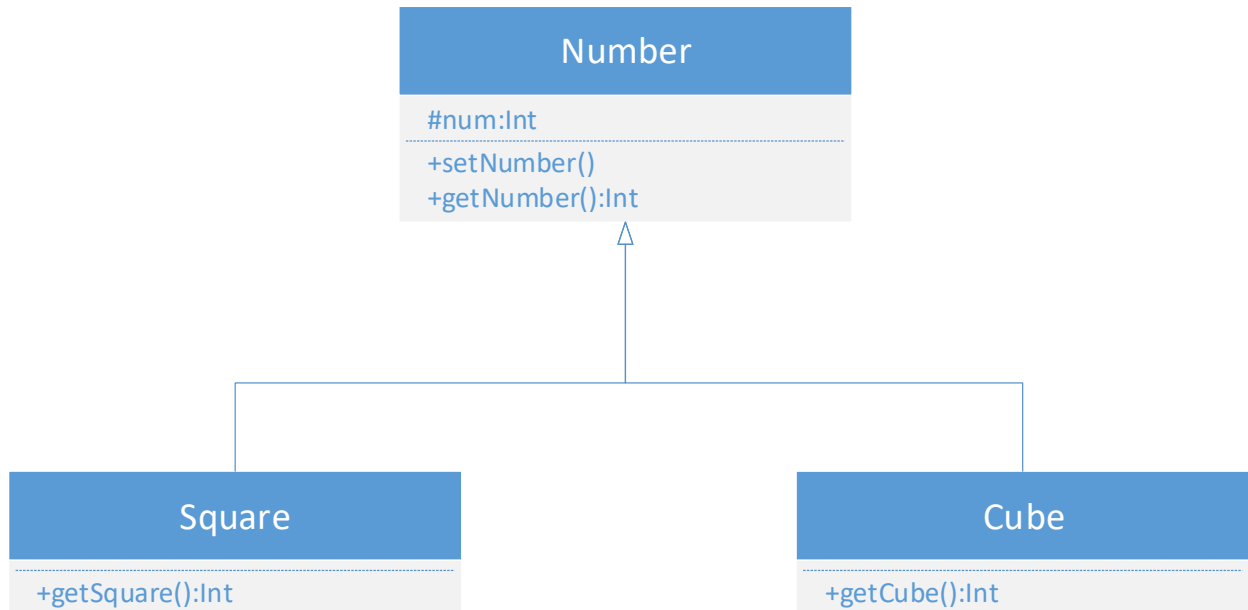 Number
#num:Int
+setNumber()
+getNumber():Int
Square
+getSquare():Int
Cube
+getCube():Int